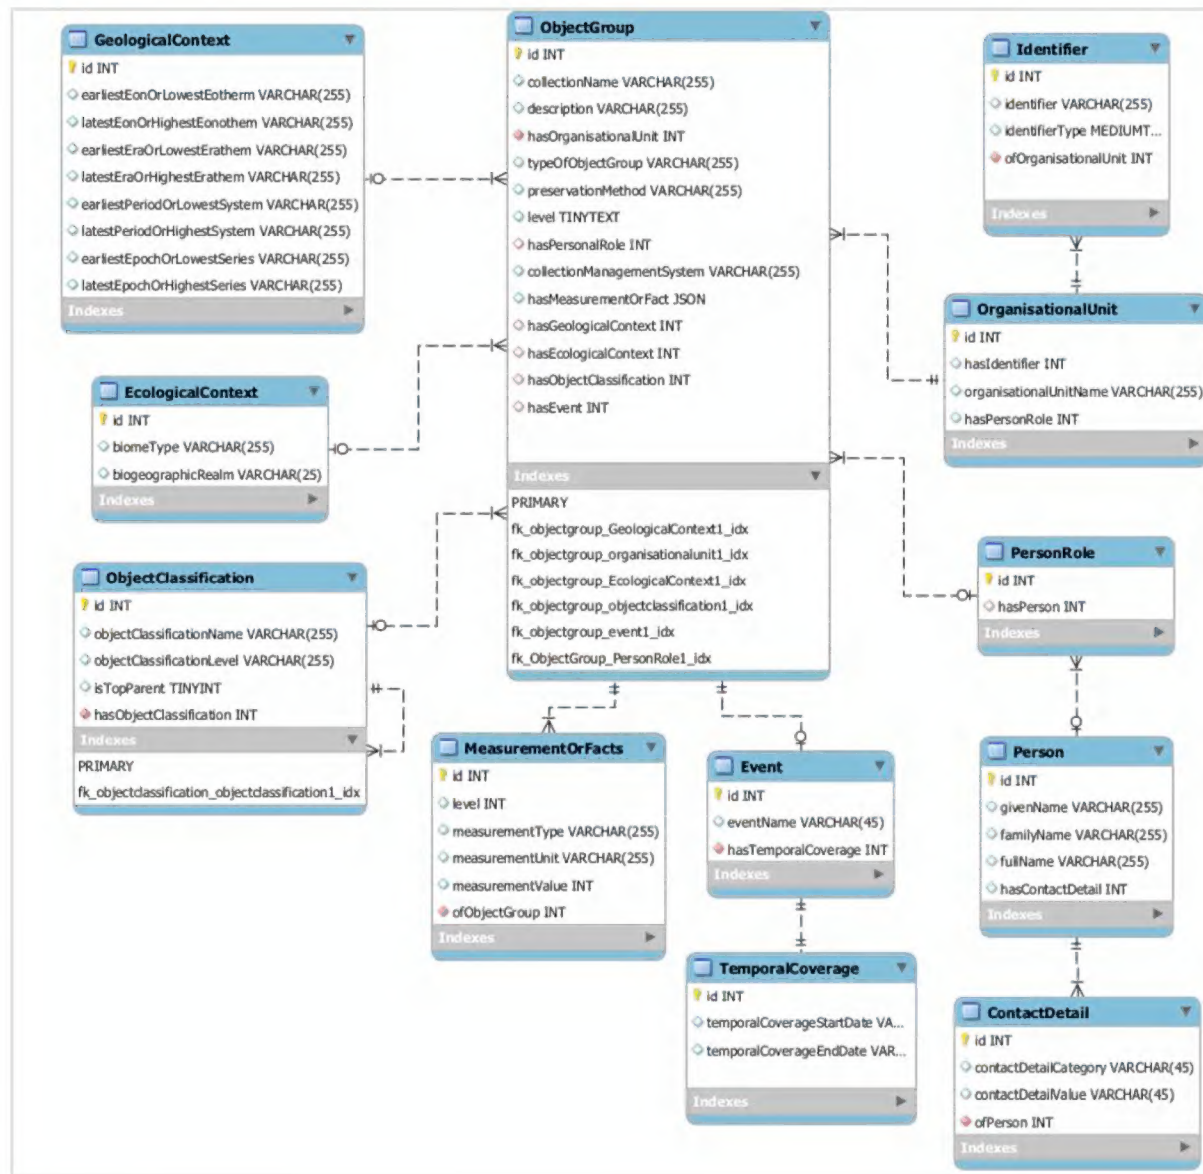 GeologicalContext
id INT
earliestEonOrLowestEotherm VARCHAR(255)
latestEonOrHighestEonothem VARCHAR(255)
earliestEraOrLowestErathem VARCHAR(255)
latestEraOrHighestErathem VARCHAR(255)
earliestPeriodOrLowestSystem VARCHAR(255)
latestPeriodOrHighestSystem VARCHAR(255)
earliestEpochOrLowestSeries VARCHAR(255)
latestEpochOrHighestSeries VARCHAR(255)
Indexes
EcologicalContext
id INT
biomeType VARCHAR(255)
biogeographicRealm VARCHAR(25)
Indexes
ObjectClassification
id INT
objectClassificationName VARCHAR(255)
objectClassificationLevel VARCHAR(255)
isTopParent TINYINT
hasObjectClassification INT
Indexes
PRIMARY
fk_objectclassification_objectclassification1_idx
ObjectGroup
id INT
collectionName VARCHAR(255)
description VARCHAR(255)
hasOrganisationalUnit INT
typeOfObjectGroup VARCHAR(255)
preservationMethod VARCHAR(255)
level TINYTEXT
hasPersonalRole INT
collectionManagementSystem VARCHAR(255)
hasMeasurementOrFact JSON
hasGeologicalContext INT
hasEcologicalContext INT
hasObjectClassification INT
hasEvent INT
Indexes
PRIMARY
fk_objectgroup_GeologicalContext1_idx
fk_objectgroup_organisationalunit1_idx
fk_objectgroup_EcologicalContext1_idx
fk_objectgroup_objectclassification1_idx
fk_objectgroup_event1_idx
fk_ObjectGroup_PersonRole1_idx
MeasurementOrFacts
id INT
level INT
measurementType VARCHAR(255)
measurementUnit VARCHAR(255)
measurementValue INT
ofObjectGroup INT
Indexes
Event
id INT
eventName VARCHAR(45)
hasTemporalCoverage INT
Indexes
TemporalCoverage
id INT
temporalCoverageStartDate VA...
temporalCoverageEndDate VAR...
Indexes
Identifier
id INT
identifier VARCHAR(255)
identifierType MEDIUMT...
ofOrganisationalUnit INT
Indexes
OrganisationalUnit
id INT
hasIdentifier INT
organisationalUnitName VARCHAR(255)
hasPersonRole INT
Indexes
PersonRole
id INT
hasPerson INT
Indexes
Person
id INT
givenName VARCHAR(255)
familyName VARCHAR(255)
fullName VARCHAR(255)
hasContactDetail INT
Indexes
ContactDetail
id INT
contactDetailCategory VARCHAR(45)
contactDetailValue VARCHAR(45)
ofPerson INT
Indexes